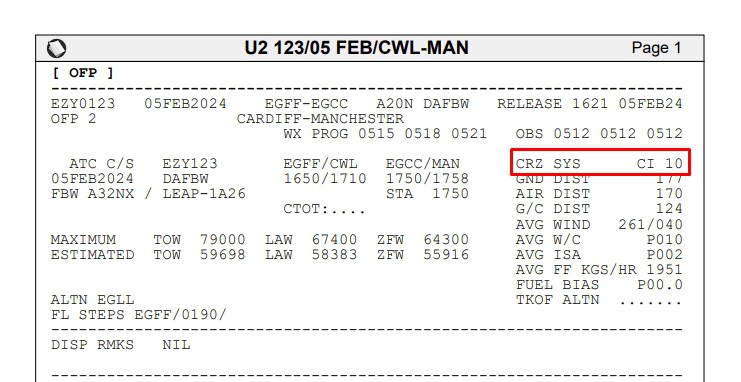 U2 123/05 FEB/CWL-MAN Page 1
[ OFP ]
--------------------------------------------------------------------
EZY0123 05FEB2024 EGFF-EGCC A20N DAFBW RELEASE 1621 05FEB24
OFP 2 CARDIFF-MANCHESTER
WX PROG 0515 0518 0521 OBS 0512 0512 0512
ATC C/S EZY123 EGFF/CWL EGCC/MAN CRZ SYS CI 10
05FEB2024 DAFBW 1650/1710 1750/1758 GND DIST 177
FBW A32NX / LEAP-1A26 STA 1750 AIR DIST 170
CTOT:.... G/C DIST 124
AVG WIND 261/040
MAXIMUM TOW 79000 LAW 67400 ZFW 64300 AVG W/C P010
ESTIMATED TOW 59698 LAW 58383 ZFW 55916 AVG ISA P002
AVG FF KGS/HR 1951
FUEL BIAS P00.0
ALTN EGLL TKOF ALTN .......
FL STEPS EGFF/0190/
--------------------------------------------------------------------
DISP RMKS NIL
--------------------------------------------------------------------